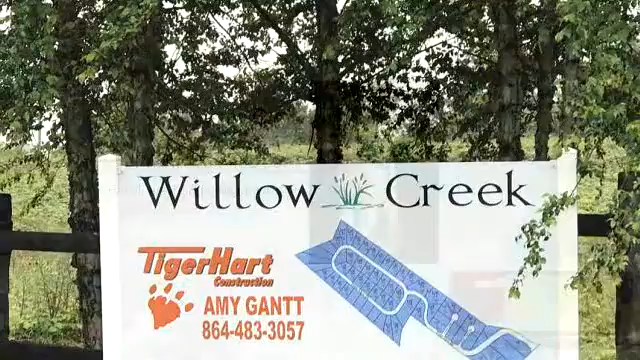 Willow Creek
TigerHart
Construction
AMY GANTT
864-483-3057